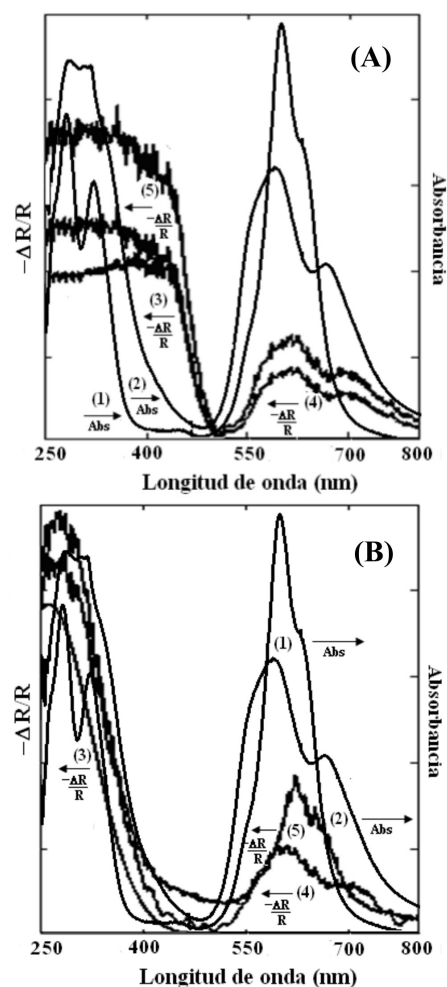 (A)
−ΔR/R
Absorbancia
(5)
−ΔR/R
(3)
−ΔR/R
(1)
Abs
(2)
Abs
(4)
−ΔR/R
250 400 550 700 800
Longitud de onda (nm)
(B)
−ΔR/R
Absorbancia
(1)
Abs
(3)
−ΔR/R
(2)
Abs
(5)
−ΔR/R
(4)
−ΔR/R
250 400 550 700 800
Longitud de onda (nm)